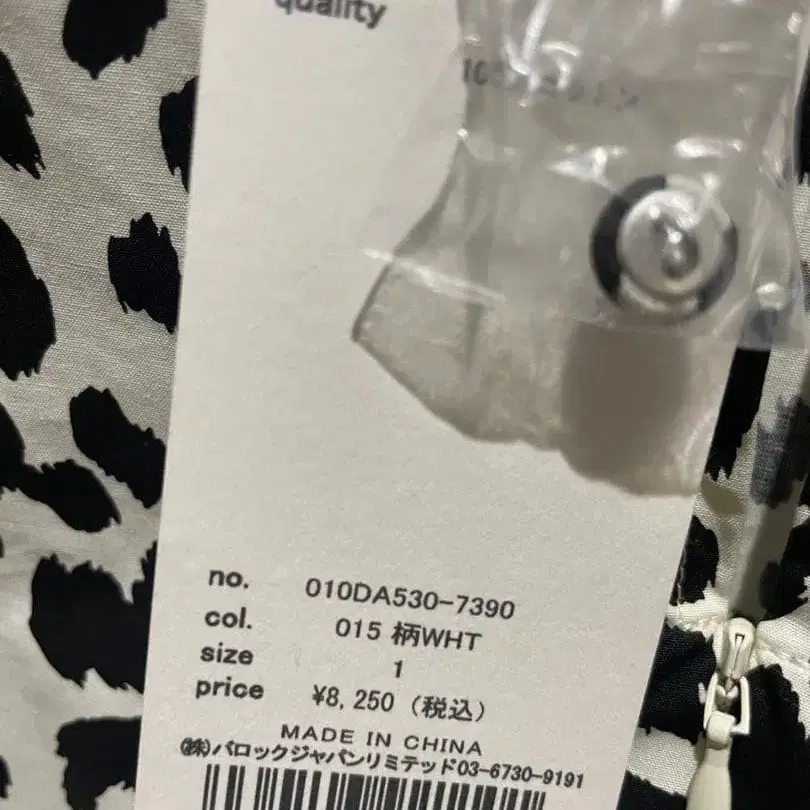 quality
no. 010DA530-7390
col. 015 柄WHT
size 1
price ¥8,250 (税込)
MADE IN CHINA
(株)バロックジャパンリミテッド03-6730-9191